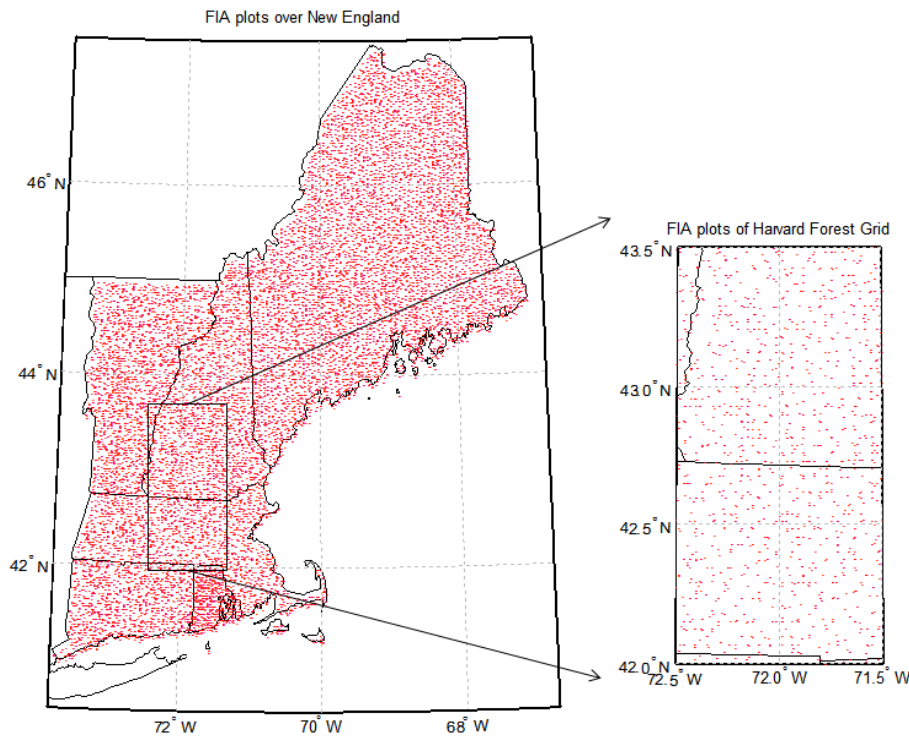 FIA plots over New England
46° N
44° N
42° N
72° W
70° W
68° W
FIA plots of Harvard Forest Grid
43.5° N
43.0° N
42.5° N
42.0° N
72.5° W
72.0° W
71.5° W